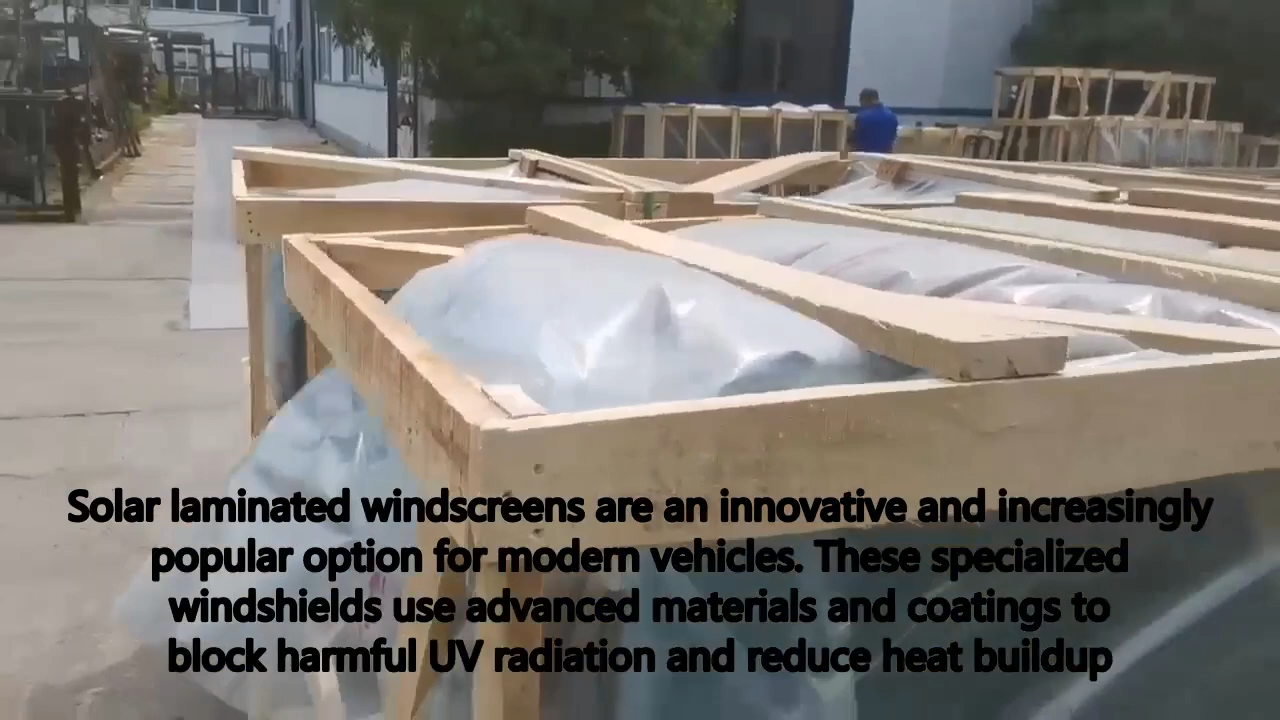 Solar laminated windscreens are an innovative and increasingly
popular option for modern vehicles. These specialized
windshields use advanced materials and coatings to
block harmful UV radiation and reduce heat buildup